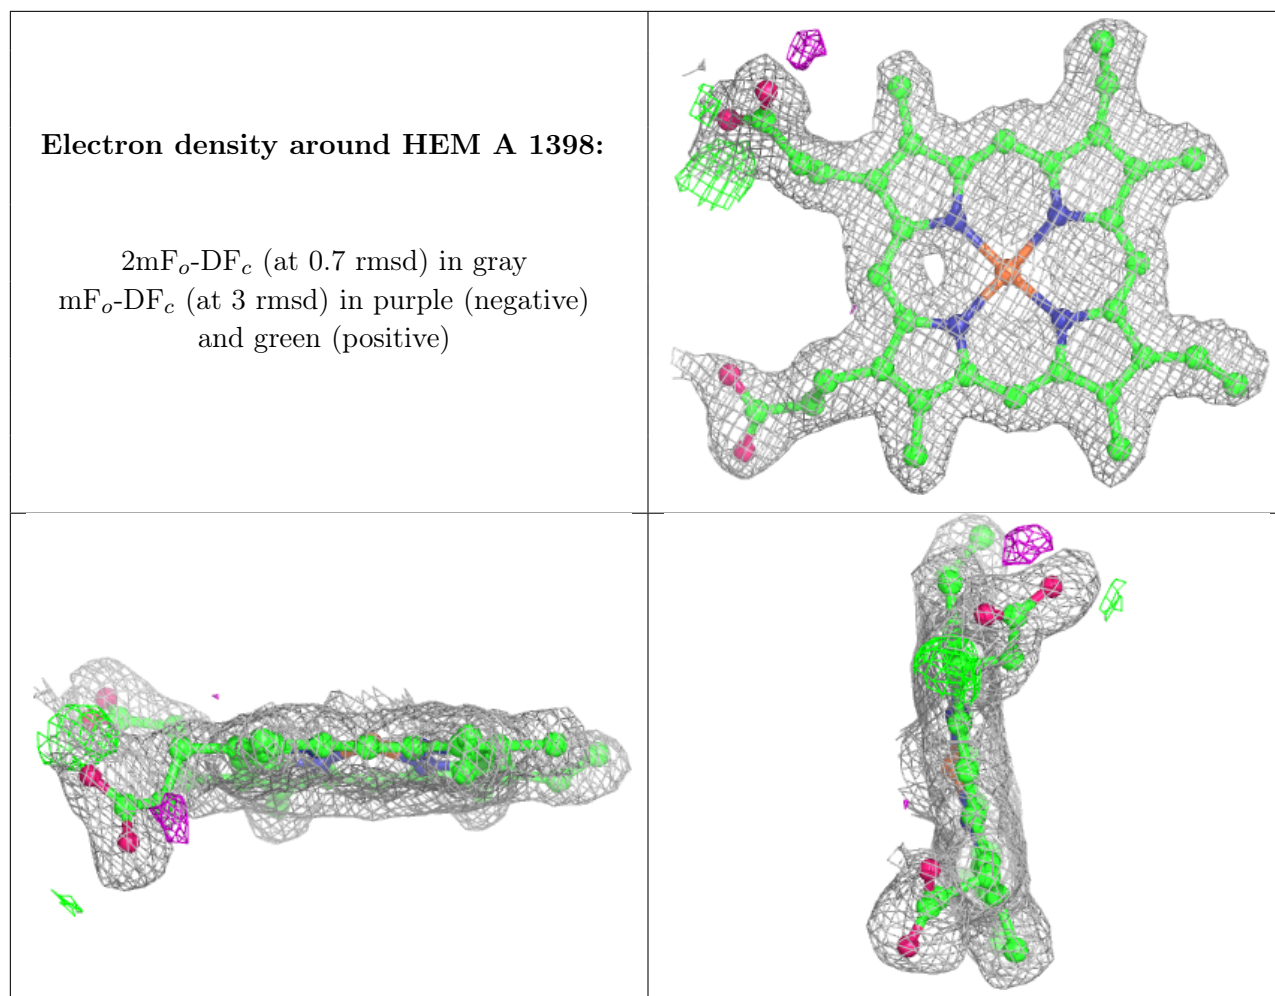 Electron density around HEM A 1398:
2mFₒ-DF𝒸 (at 0.7 rmsd) in gray
mFₒ-DF𝒸 (at 3 rmsd) in purple (negative)
and green (positive)